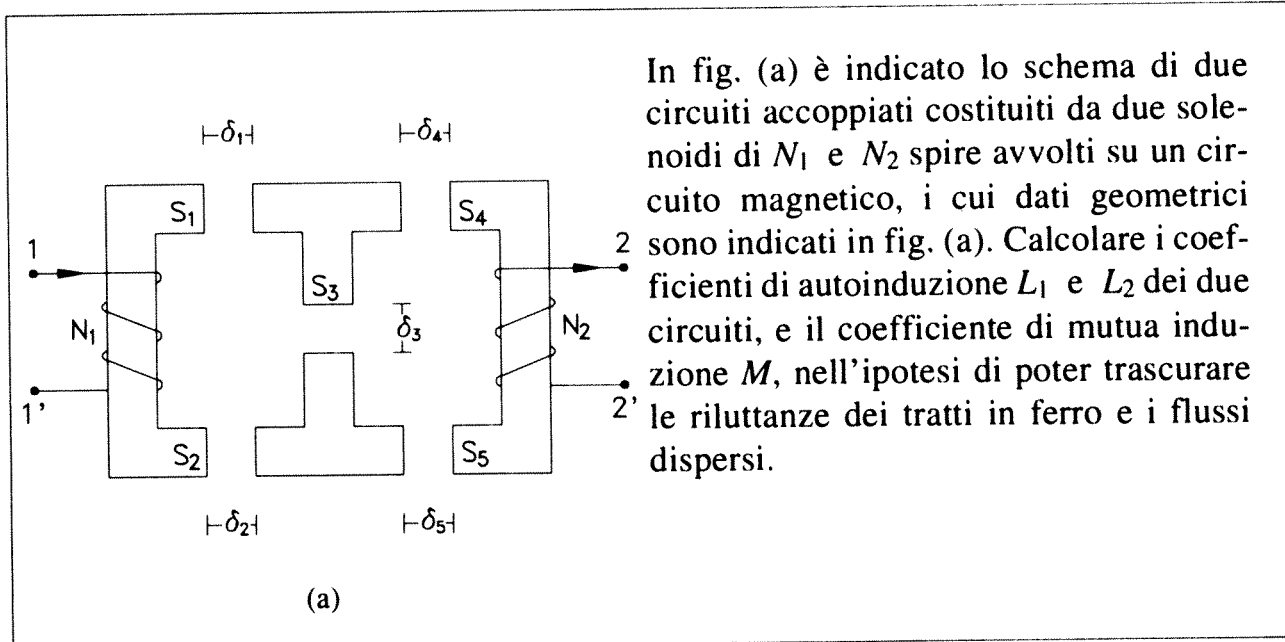 In fig. (a) è indicato lo schema di due
circuiti accoppiati costituiti da due sole-
noidi di N₁ e N₂ spire avvolti su un cir-
cuito magnetico, i cui dati geometrici
sono indicati in fig. (a). Calcolare i coef-
ficienti di autoinduzione L₁ e L₂ dei due
circuiti, e il coefficiente di mutua indu-
zione M, nell'ipotesi di poter trascurare
le riluttanze dei tratti in ferro e i flussi
dispersi.
δ₁ δ₄
S₁ S₄
1 2
S₃
N₁ δ₃ N₂
1' 2'
S₂ S₅
δ₂ δ₅
(a)